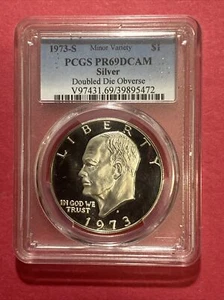 1973-S Minor Variety $1
PCGS PR69DCAM
Silver
Doubled Die Obverse
V97431.69/39895472
LIBERTY
IN GOD WE
TRUST
1973